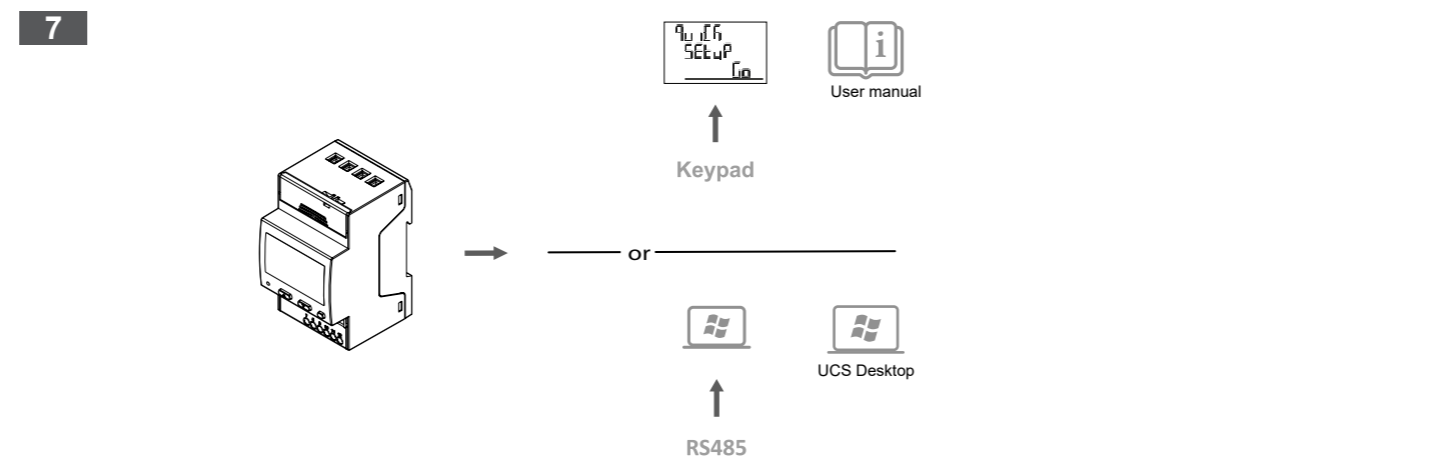 7
quick
SEtuP
Go
i
User manual
Keypad
or
UCS Desktop
RS485